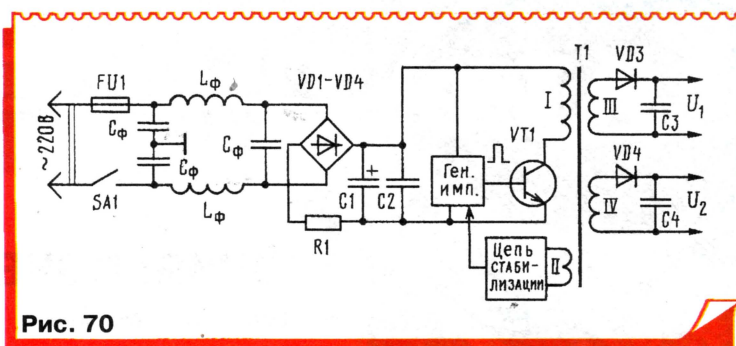 T1
FU1
Lф
VD1-VD4
VD3
I
III
C3
U₁
Cф
Cф
Cф
~220В
VT1
VD4
Ген.
имп.
SA1
Lф
C1
+
C2
R1
IV
C4
U₂
Цепь
СТАБИ-
ЛИЗАЦИИ
II
Рис. 70